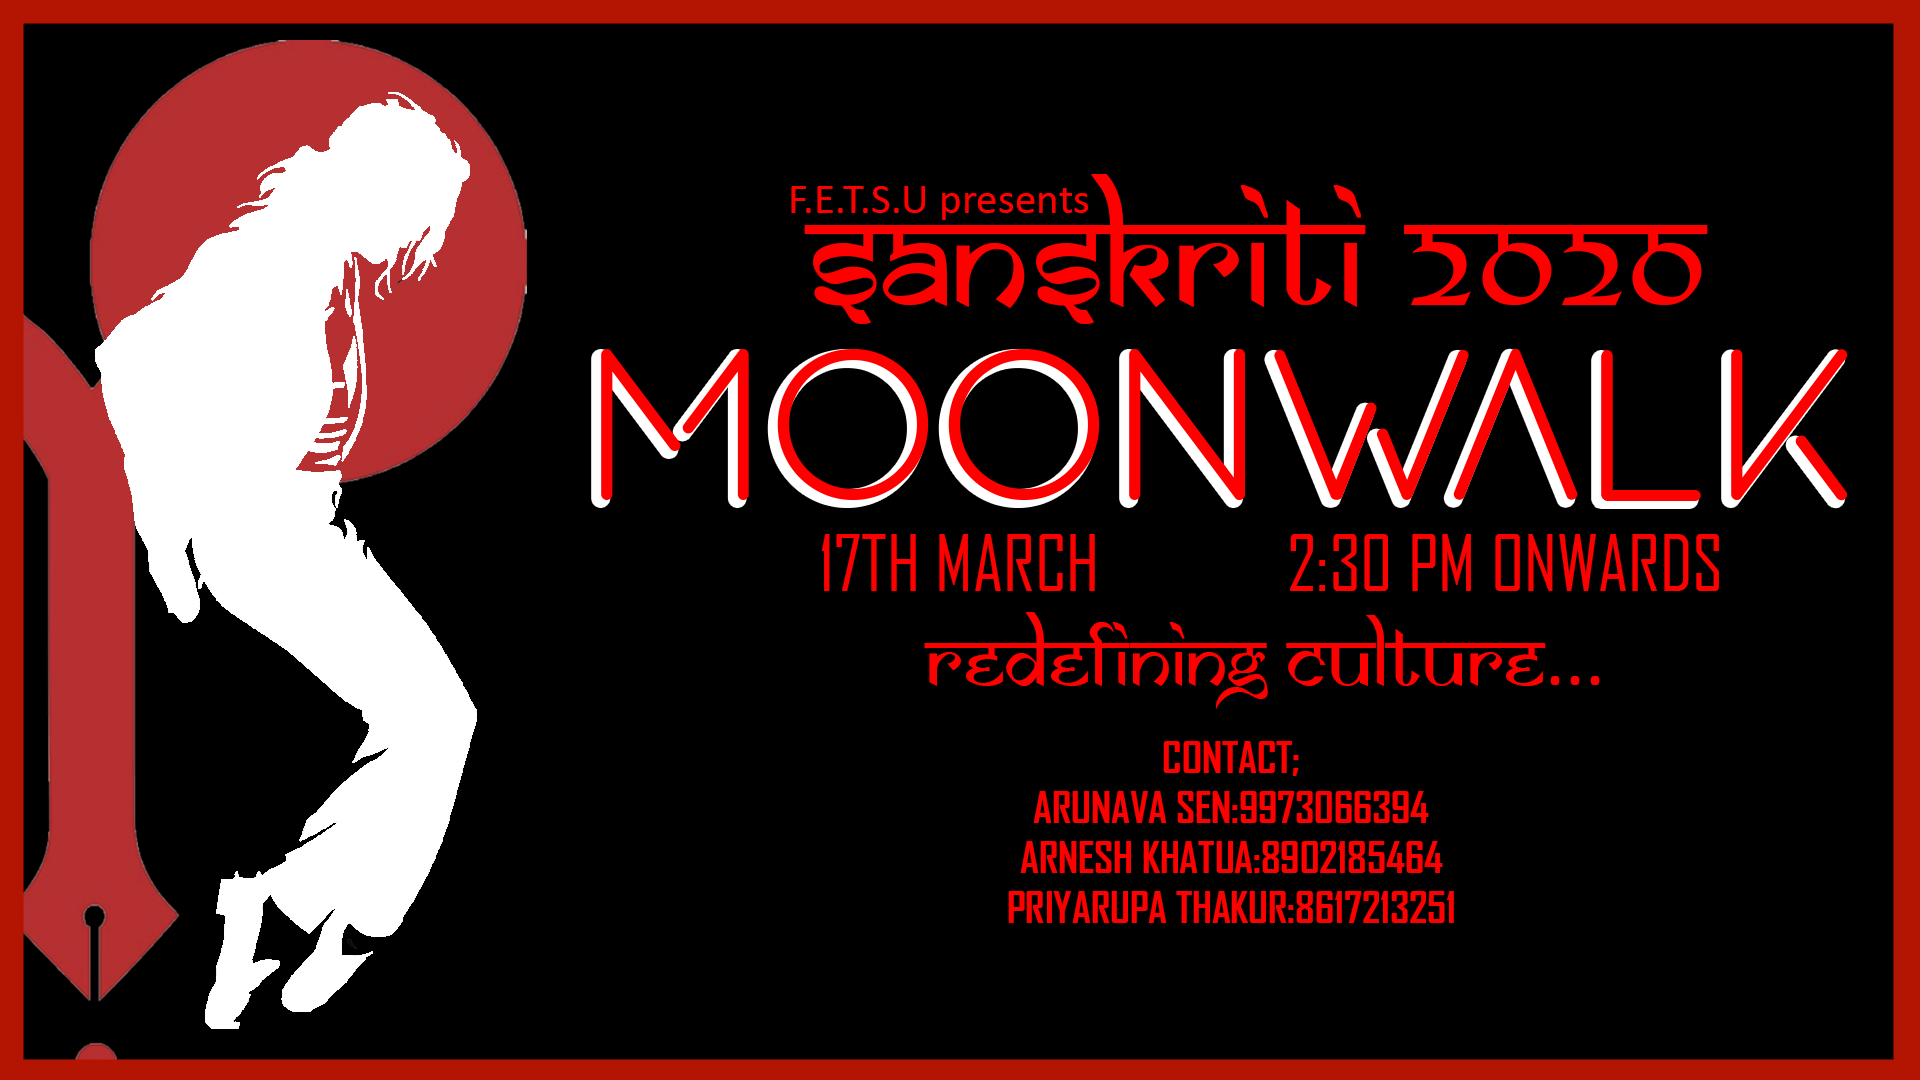 F.E.T.S.U presents
sanskriti 2020
MOONWALK
17TH MARCH 2:30 PM ONWARDS
redefining culture...
CONTACT;
ARUNAVA SEN:9973066394
ARNESH KHATUA:8902185464
PRIYARUPA THAKUR:8617213251